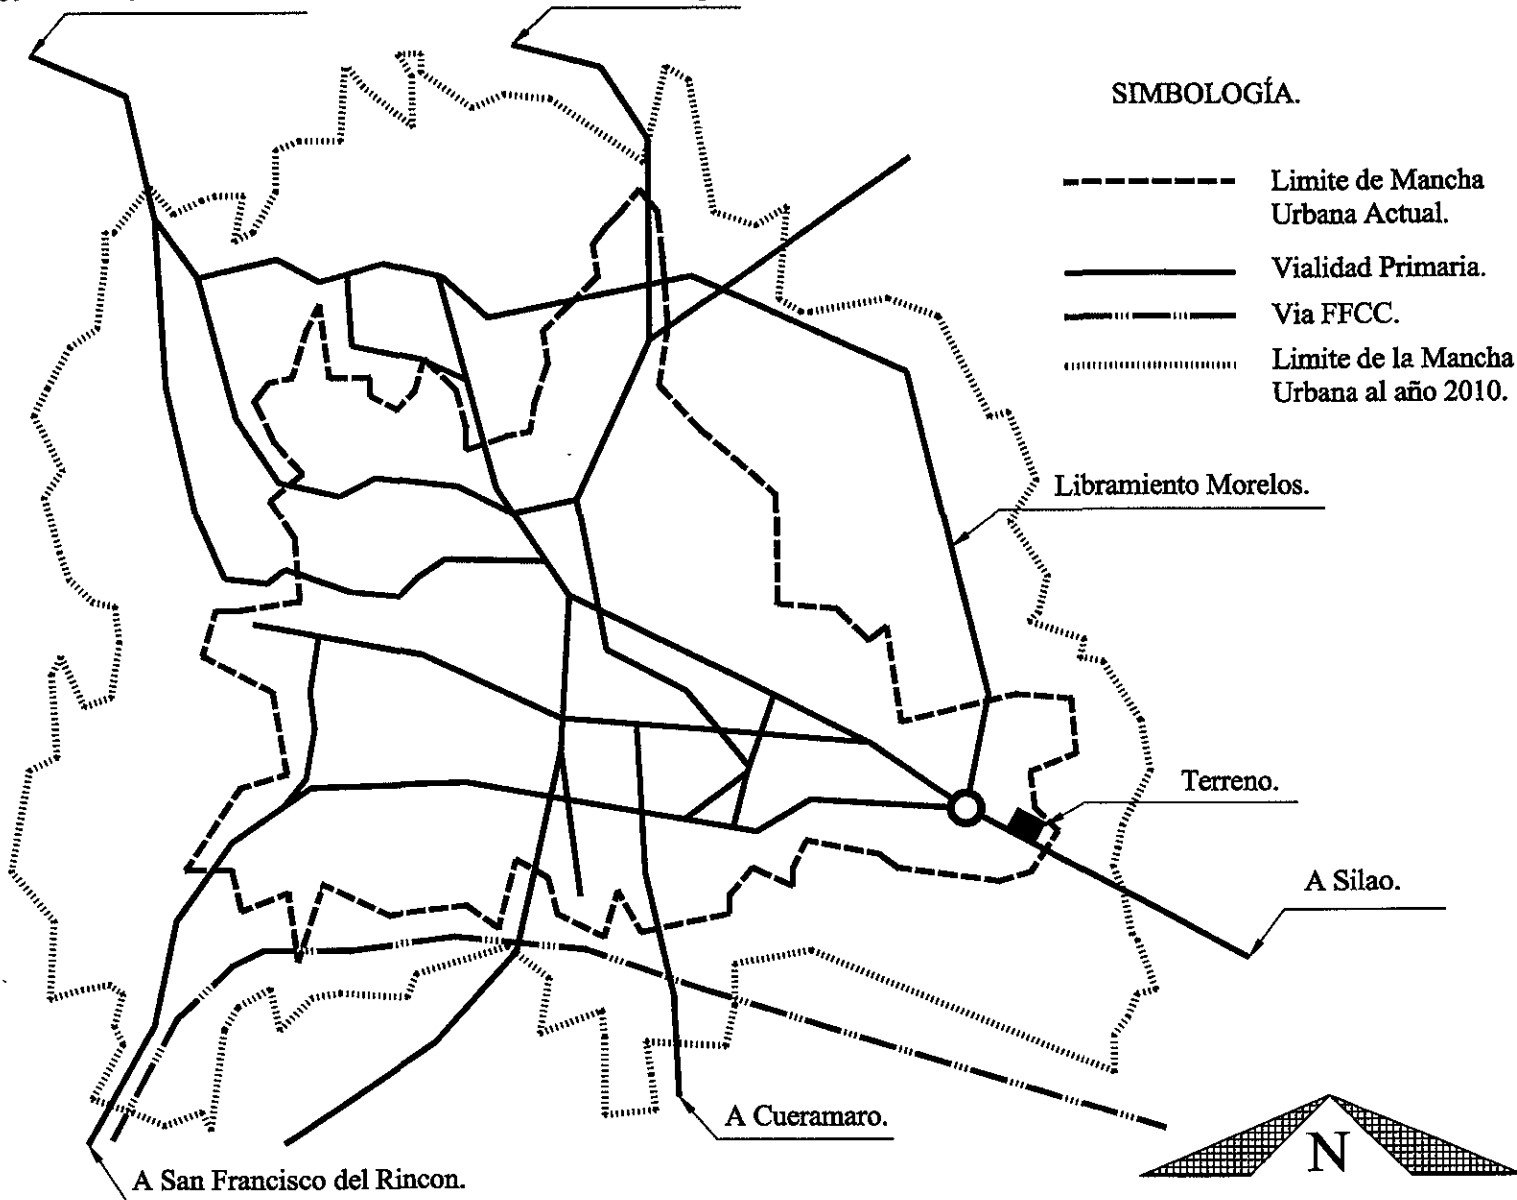 SIMBOLOGÍA.
Limite de Mancha
Urbana Actual.
Vialidad Primaria.
Via FFCC.
Limite de la Mancha
Urbana al año 2010.
Libramiento Morelos.
Terreno.
A Silao.
A Cueramaro.
A San Francisco del Rincon.
N